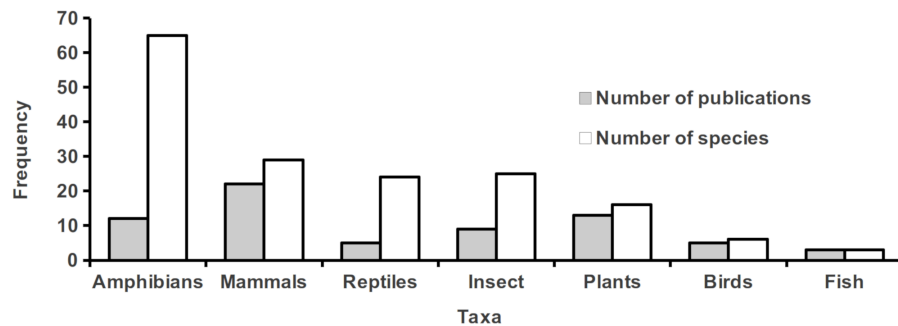 70
60
50
40
30
20
10
0
Frequency
Number of publications
Number of species
Amphibians Mammals Reptiles Insect Plants Birds Fish
Taxa